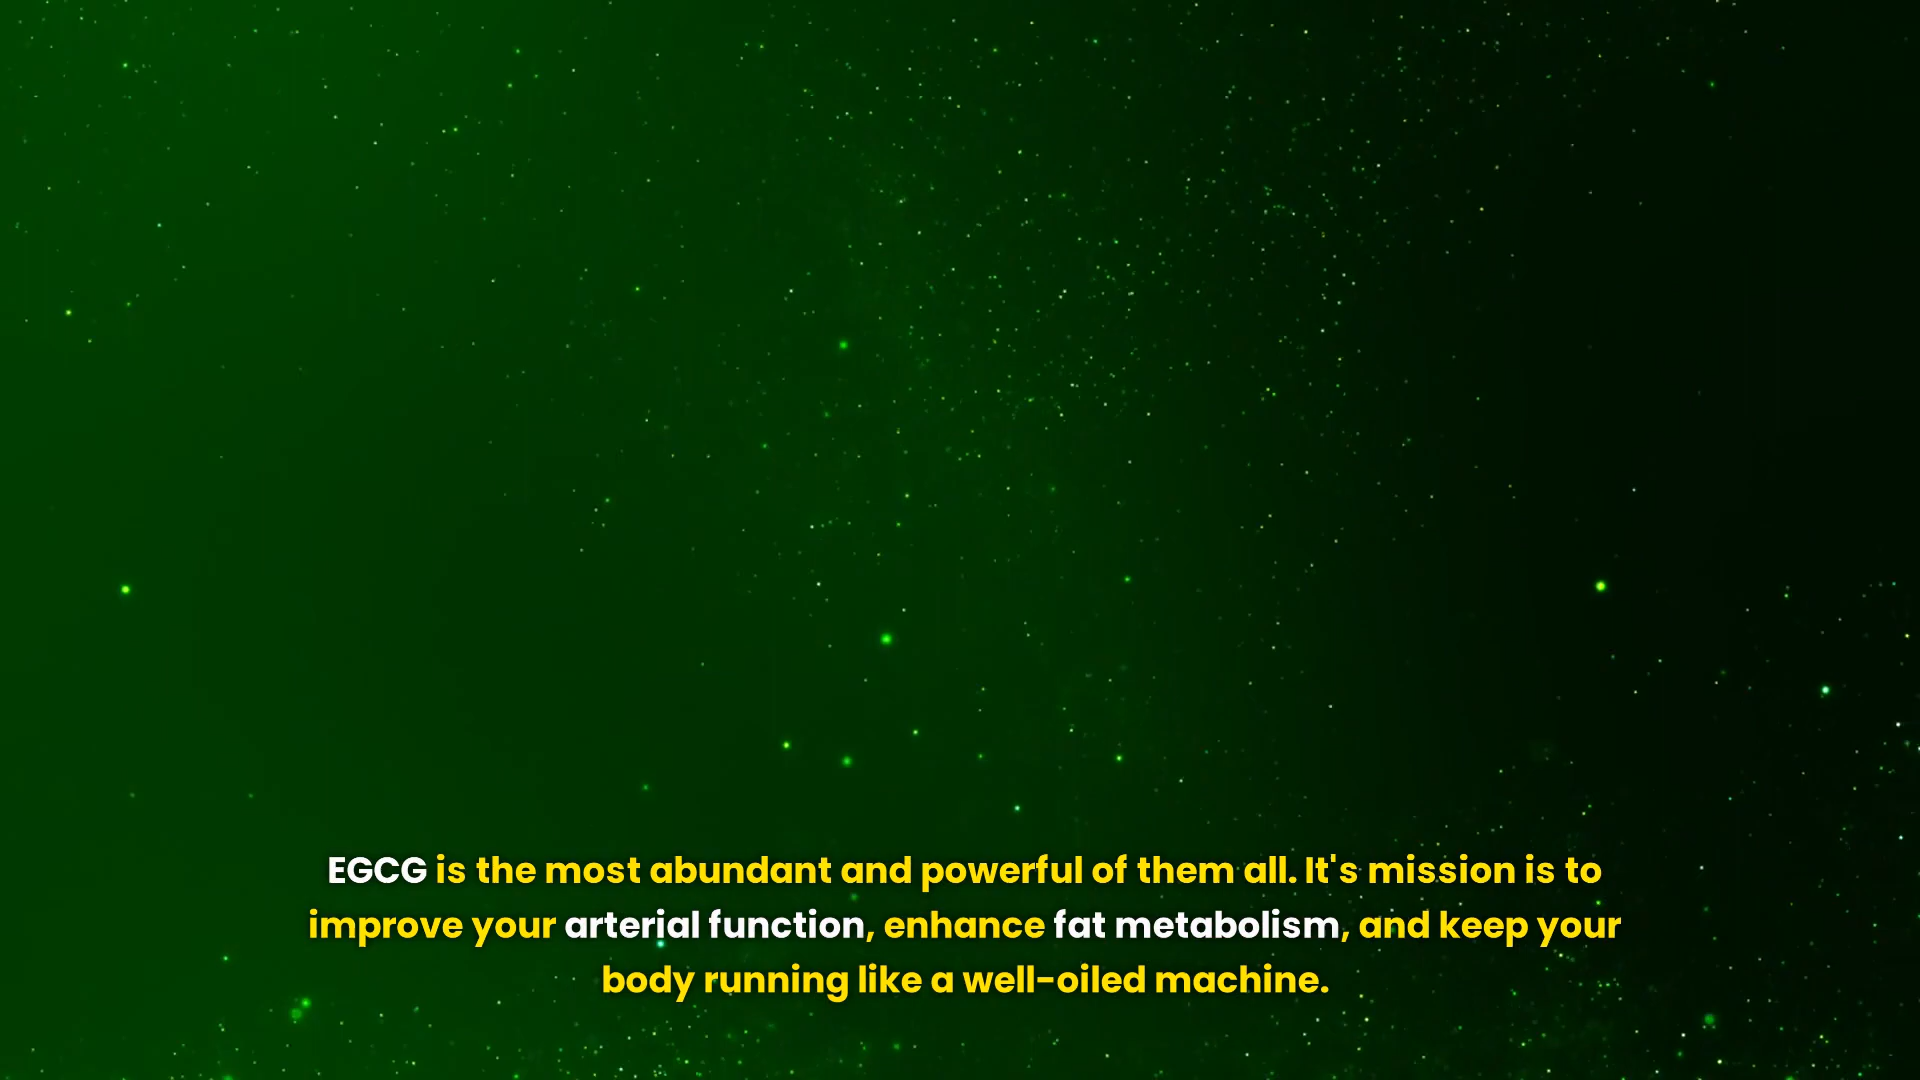 EGCG is the most abundant and powerful of them all. It's mission is to
improve your arterial function, enhance fat metabolism, and keep your
body running like a well-oiled machine.